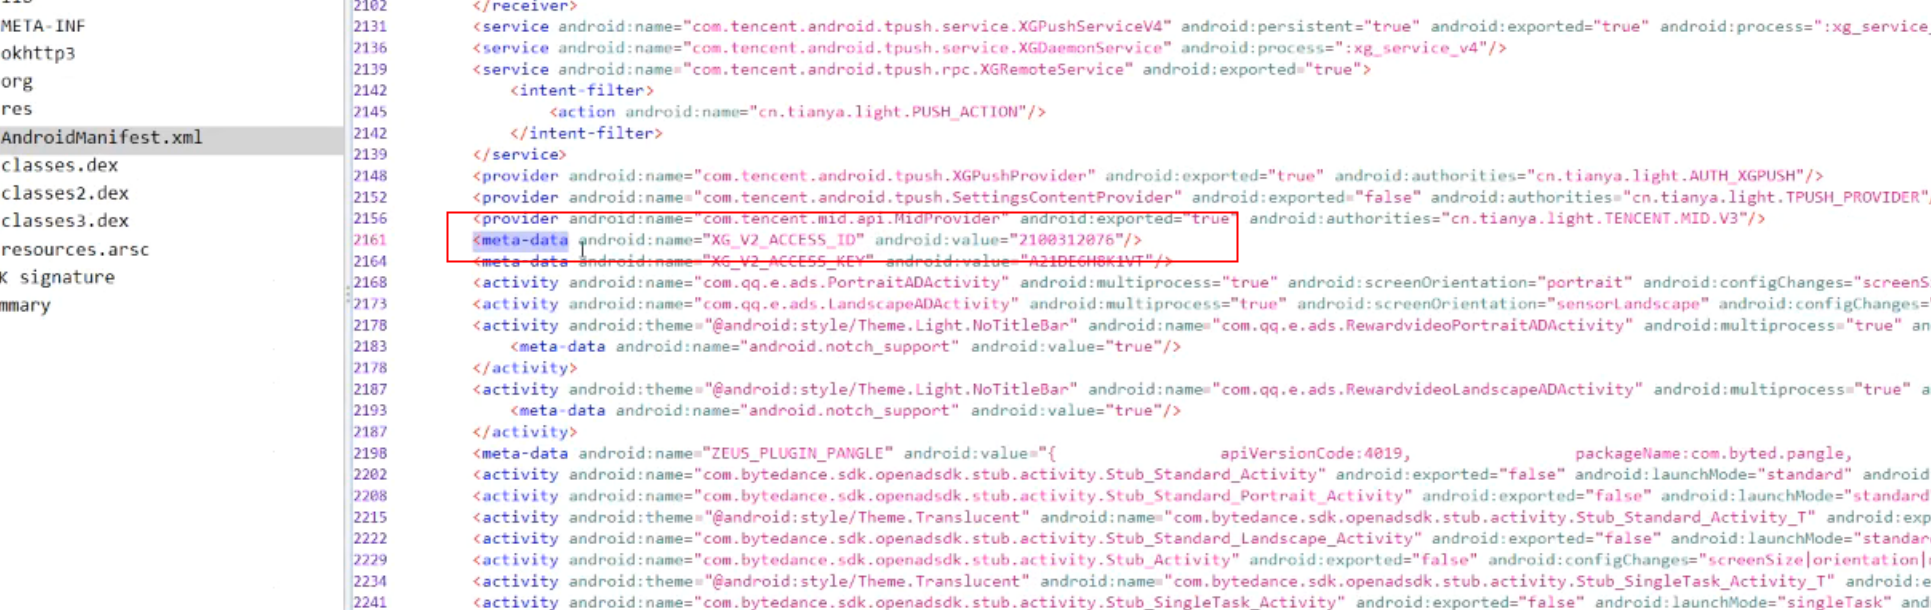 META-INF
okhttp3
org
res
AndroidManifest.xml
classes.dex
classes2.dex
classes3.dex
resources.arsc
K signature
mmary
2102 </receiver>
2131 <service android:name="com.tencent.android.tpush.service.XGPushServiceV4" android:persistent="true" android:exported="true" android:process=":xg_service_
2136 <service android:name="com.tencent.android.tpush.service.XGDaemonService" android:process=":xg_service_v4"/>
2139 <service android:name="com.tencent.android.tpush.rpc.XGRemoteService" android:exported="true">
2142 <intent-filter>
2145 <action android:name="cn.tianya.light.PUSH_ACTION"/>
2142 </intent-filter>
2139 </service>
2148 <provider android:name="com.tencent.android.tpush.XGPushProvider" android:exported="true" android:authorities="cn.tianya.light.AUTH_XGPUSH"/>
2152 <provider android:name="com.tencent.android.tpush.SettingsContentProvider" android:exported="false" android:authorities="cn.tianya.light.TPUSH_PROVIDER"/
2156 <provider android:name="com.tencent.mid.api.MidProvider" android:exported="true" android:authorities="cn.tianya.light.TENCENT.MID.V3"/>
2161 <meta-data android:name="XG_V2_ACCESS_ID" android:value="2100312076"/>
2164 <meta-data android:name="XG_V2_ACCESS_KEY" android:value="A21DEGH8K1VT"/>
2168 <activity android:name="com.qq.e.ads.PortraitADActivity" android:multiprocess="true" android:screenOrientation="portrait" android:configChanges="screenS
2173 <activity android:name="com.qq.e.ads.LandscapeADActivity" android:multiprocess="true" android:screenOrientation="sensorLandscape" android:configChanges=
2178 <activity android:theme="@android:style/Theme.Light.NoTitleBar" android:name="com.qq.e.ads.RewardvideoPortraitADActivity" android:multiprocess="true" an
2183 <meta-data android:name="android.notch_support" android:value="true"/>
2178 </activity>
2187 <activity android:theme="@android:style/Theme.Light.NoTitleBar" android:name="com.qq.e.ads.RewardvideoLandscapeADActivity" android:multiprocess="true" a
2193 <meta-data android:name="android.notch_support" android:value="true"/>
2187 </activity>
2198 <meta-data android:name="ZEUS_PLUGIN_PANGLE" android:value="{ apiVersionCode:4019, packageName:com.byted.pangle,
2202 <activity android:name="com.bytedance.sdk.openadsdk.stub.activity.Stub_Standard_Activity" android:exported="false" android:launchMode="standard" android
2208 <activity android:name="com.bytedance.sdk.openadsdk.stub.activity.Stub_Standard_Portrait_Activity" android:exported="false" android:launchMode="standard
2215 <activity android:theme="@android:style/Theme.Translucent" android:name="com.bytedance.sdk.openadsdk.stub.activity.Stub_Standard_Activity_T" android:exp
2222 <activity android:name="com.bytedance.sdk.openadsdk.stub.activity.Stub_Standard_Landscape_Activity" android:exported="false" android:launchMode="standar
2229 <activity android:name="com.bytedance.sdk.openadsdk.stub.activity.Stub_Activity" android:exported="false" android:configChanges="screenSize|orientation|
2234 <activity android:theme="@android:style/Theme.Translucent" android:name="com.bytedance.sdk.openadsdk.stub.activity.Stub_SingleTask_Activity_T" android:e
2241 <activity android:name="com.bytedance.sdk.openadsdk.stub.activity.Stub_SingleTask_Activity" android:exported="false" android:launchMode="singleTask" and